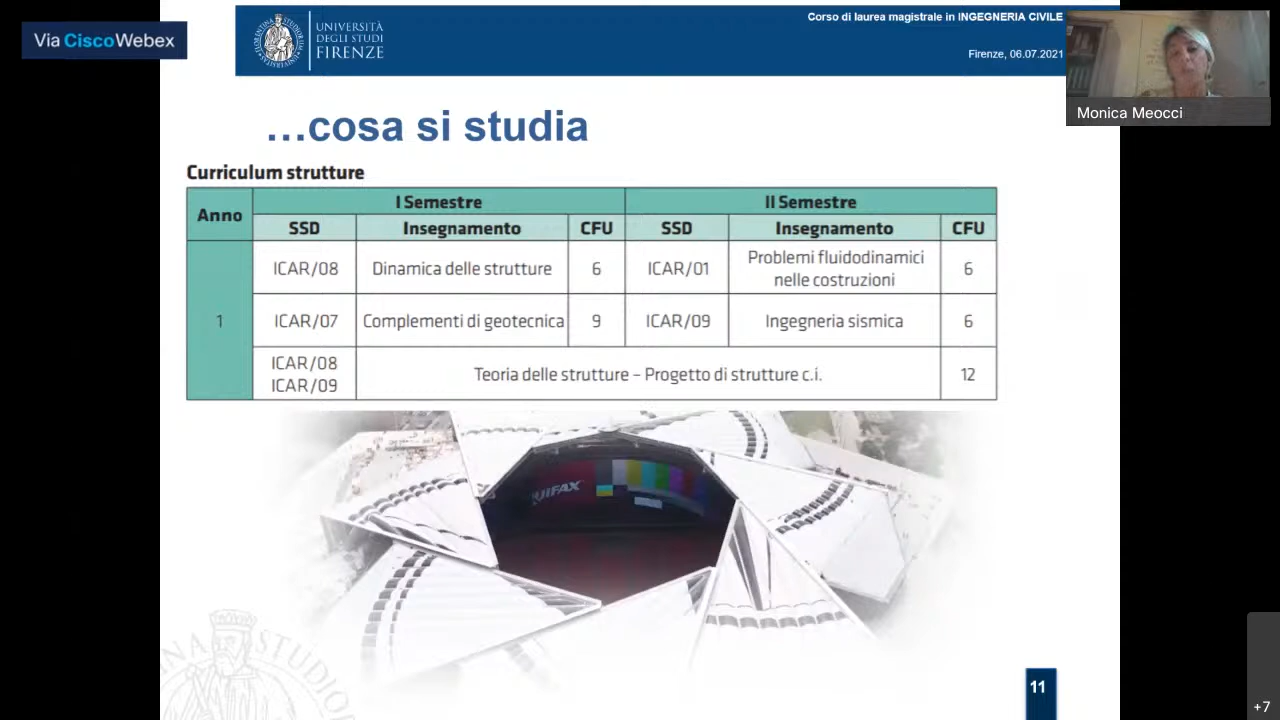 Via CiscoWebex
UNIVERSITÀ
DEGLI STUDI
FIRENZE
Corso di laurea magistrale in INGEGNERIA CIVILE
Firenze, 06.07.2021
Monica Meocci
…cosa si studia
Curriculum strutture
Anno
I Semestre
II Semestre
SSD Insegnamento CFU SSD Insegnamento CFU
1
ICAR/08 Dinamica delle strutture 6 ICAR/01 Problemi fluidodinamici
nelle costruzioni 6
ICAR/07 Complementi di geotecnica 9 ICAR/09 Ingegneria sismica 6
ICAR/08
ICAR/09 Teoria delle strutture – Progetto di strutture c.i. 12
UIFAX
11
+7